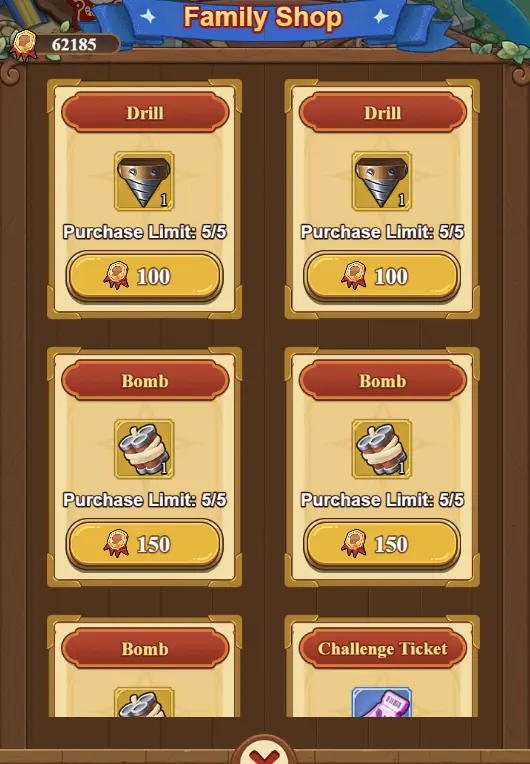 Family Shop
62185
Drill
Drill
1
1
Purchase Limit: 5/5
Purchase Limit: 5/5
100
100
Bomb
Bomb
1
1
Purchase Limit: 5/5
Purchase Limit: 5/5
150
150
Bomb
Challenge Ticket